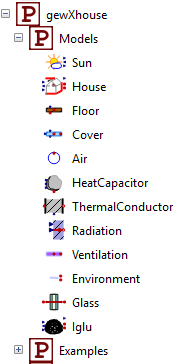 P gewXhouse
P Models
Sun
House
Floor
Cover
Air
HeatCapacitor
ThermalConductor
Radiation
Ventilation
Environment
Glass
Iglu
P Examples